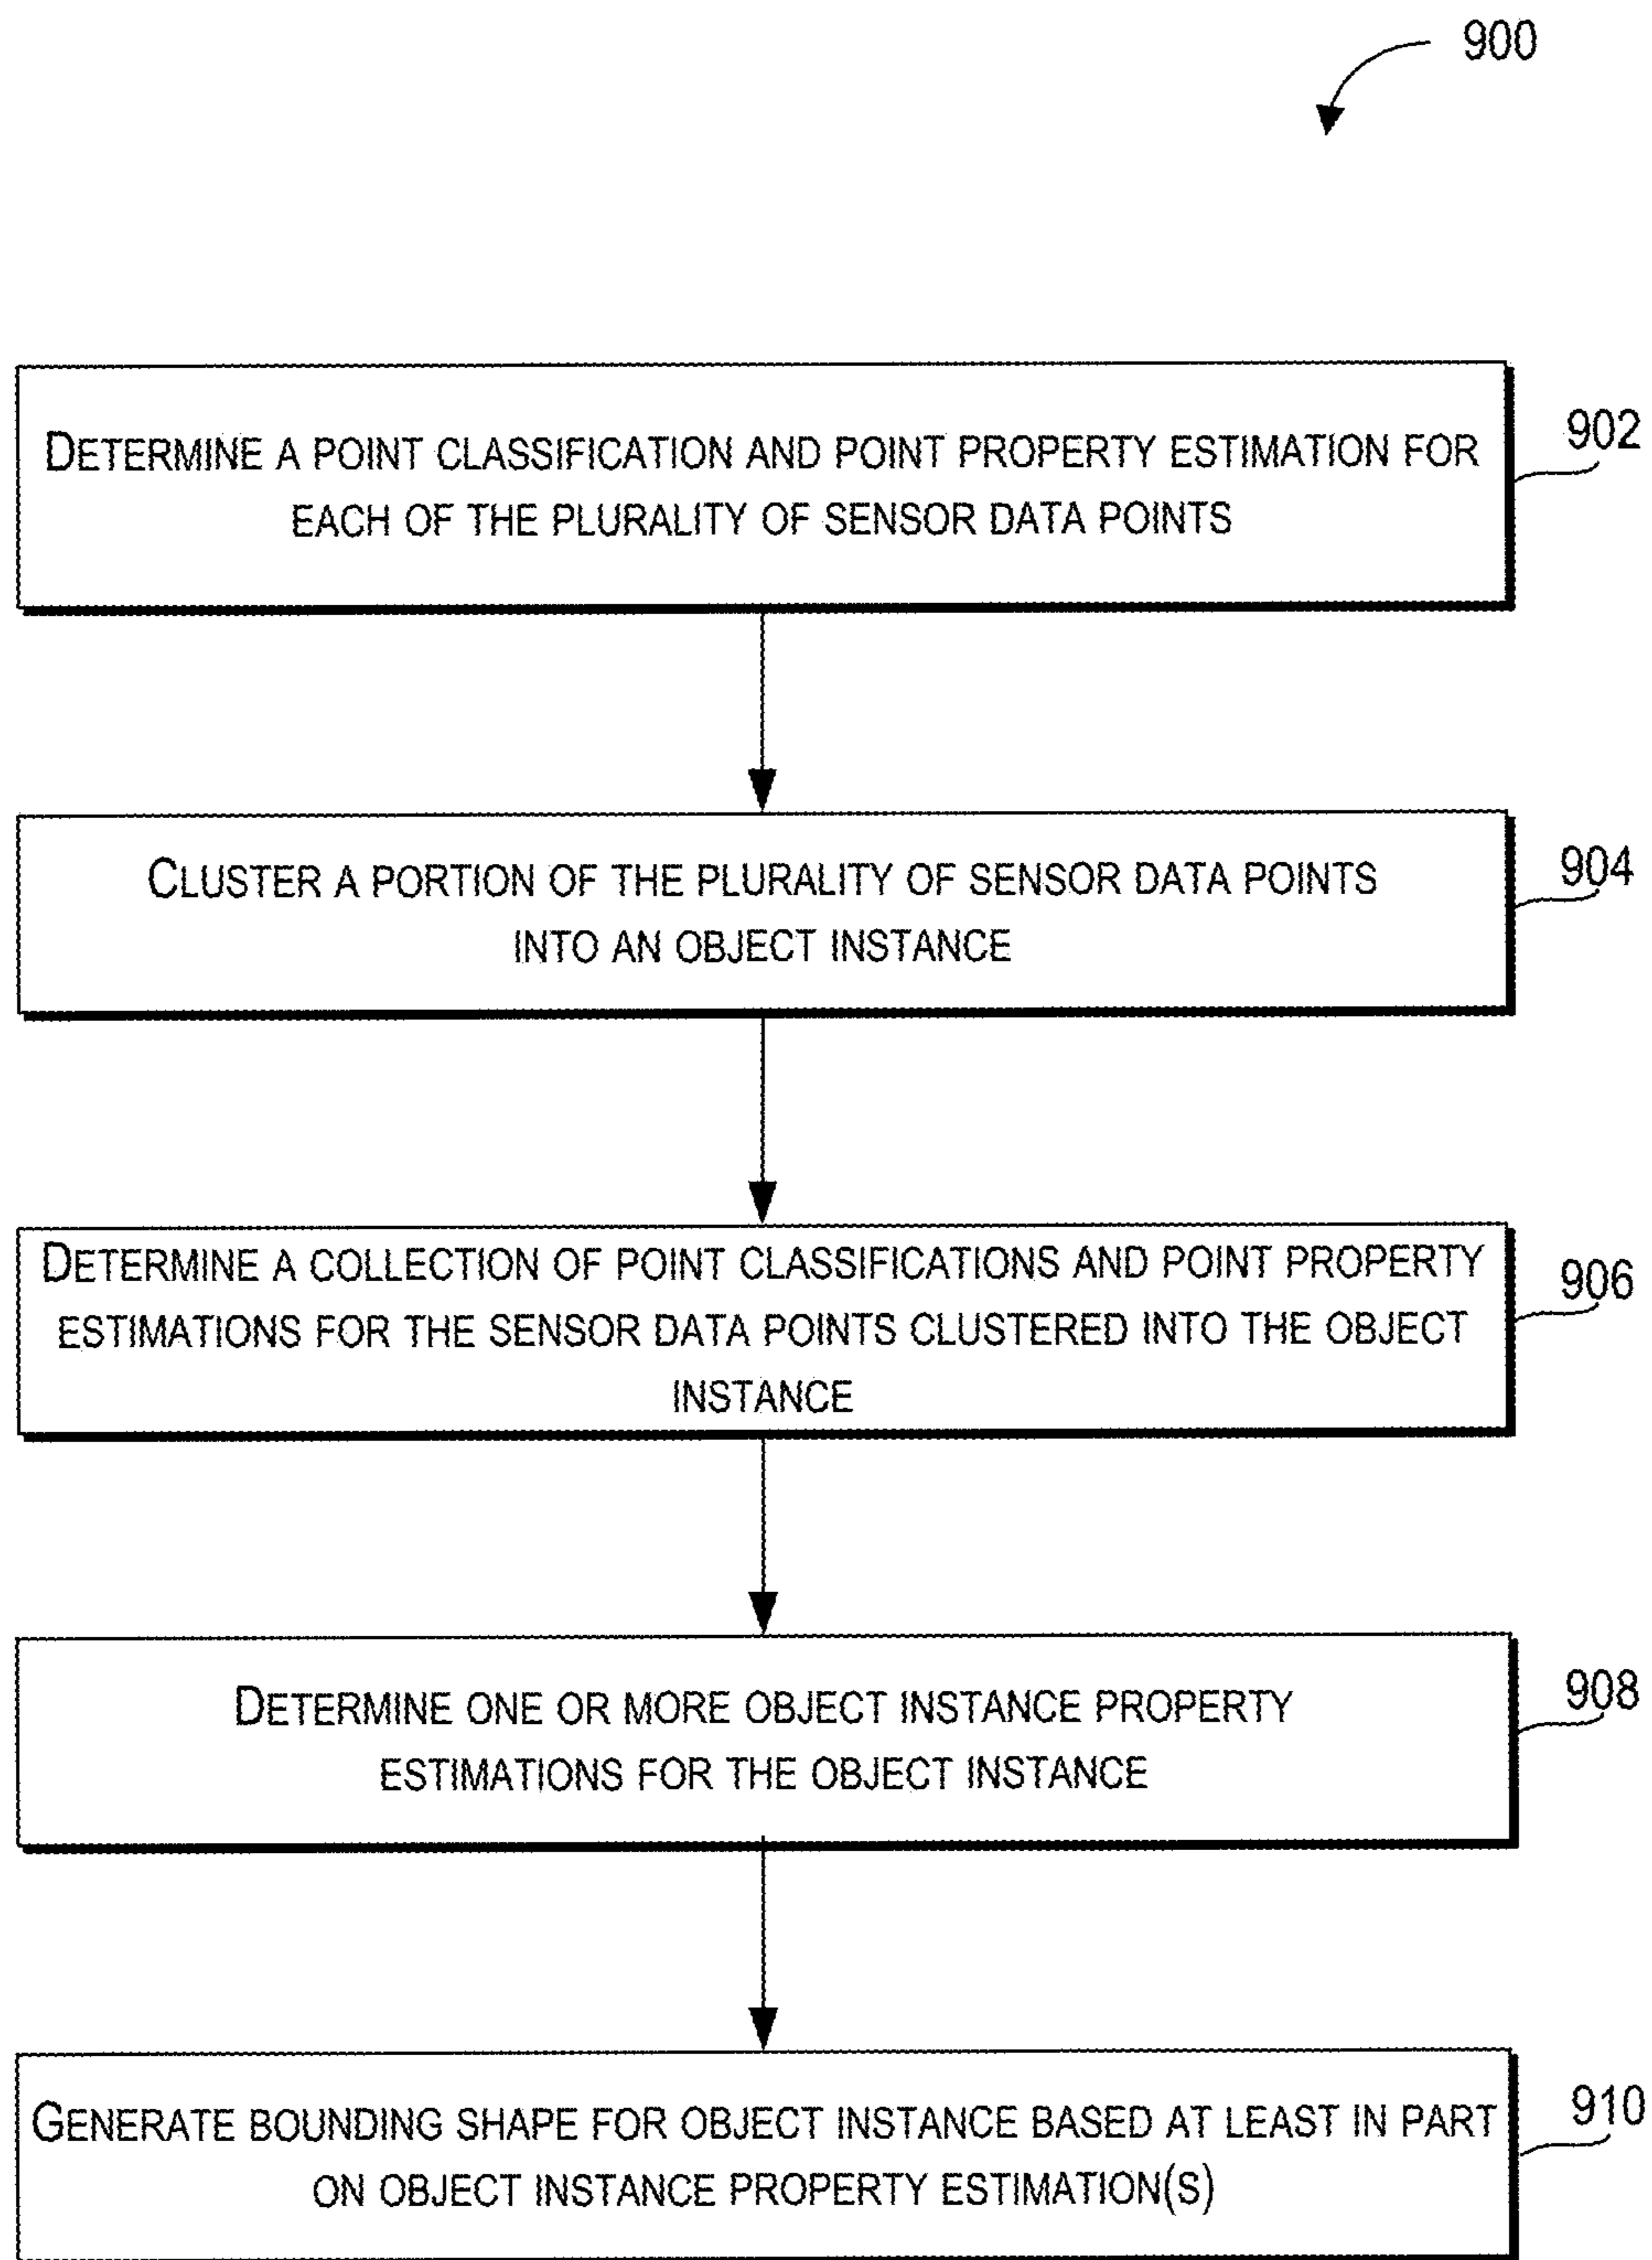 900
DETERMINE A POINT CLASSIFICATION AND POINT PROPERTY ESTIMATION FOR
EACH OF THE PLURALITY OF SENSOR DATA POINTS
902
CLUSTER A PORTION OF THE PLURALITY OF SENSOR DATA POINTS
INTO AN OBJECT INSTANCE
904
DETERMINE A COLLECTION OF POINT CLASSIFICATIONS AND POINT PROPERTY
ESTIMATIONS FOR THE SENSOR DATA POINTS CLUSTERED INTO THE OBJECT
INSTANCE
906
DETERMINE ONE OR MORE OBJECT INSTANCE PROPERTY
ESTIMATIONS FOR THE OBJECT INSTANCE
908
GENERATE BOUNDING SHAPE FOR OBJECT INSTANCE BASED AT LEAST IN PART
ON OBJECT INSTANCE PROPERTY ESTIMATION(S)
910